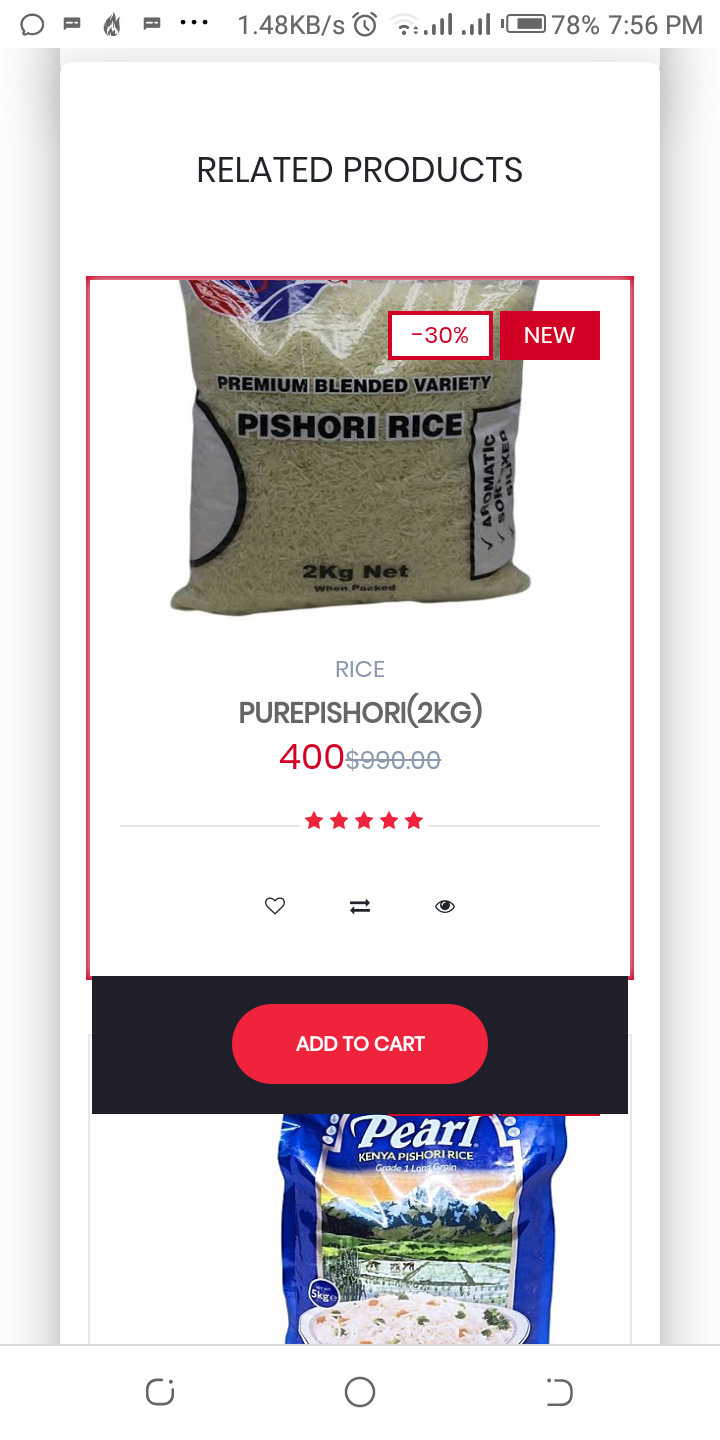 1.48KB/s 78% 7:56 PM
RELATED PRODUCTS
-30% NEW
PREMIUM BLENDED VARIETY
PISHORI RICE
AROMATIC
2Kg Net
When Packed
RICE
PUREPISHORI(2KG)
400$990.00
ADD TO CART
Pearl
KENYA PISHORI RICE
Grade 1 Long Grain
5kg e